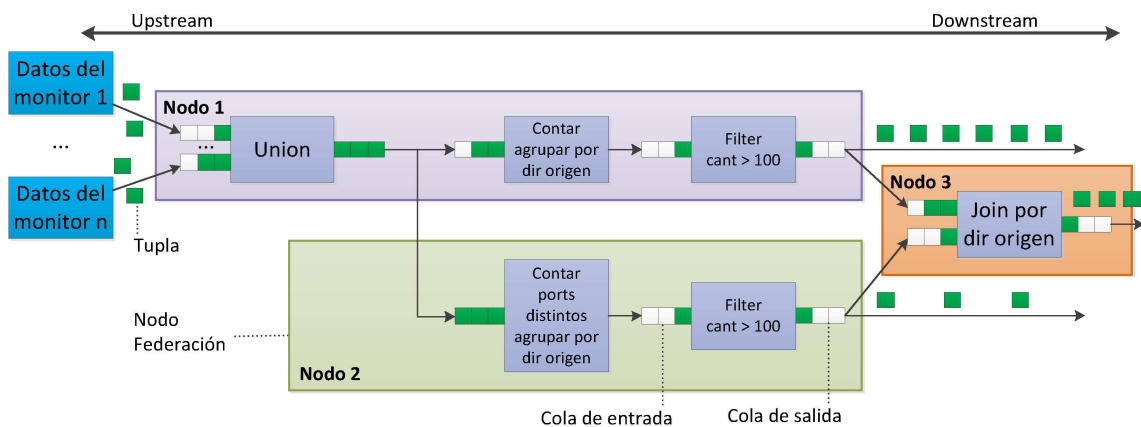 Upstream
Downstream
Datos del
monitor 1
...
Datos del
monitor n
Tupla
Nodo 1
...
Union
Contar
agrupar por
dir origen
Filter
cant > 100
Nodo 3
Join por
dir origen
Contar
ports
distintos
agrupar por
dir origen
Filter
cant > 100
Nodo 2
Nodo
Federación
Cola de entrada
Cola de salida